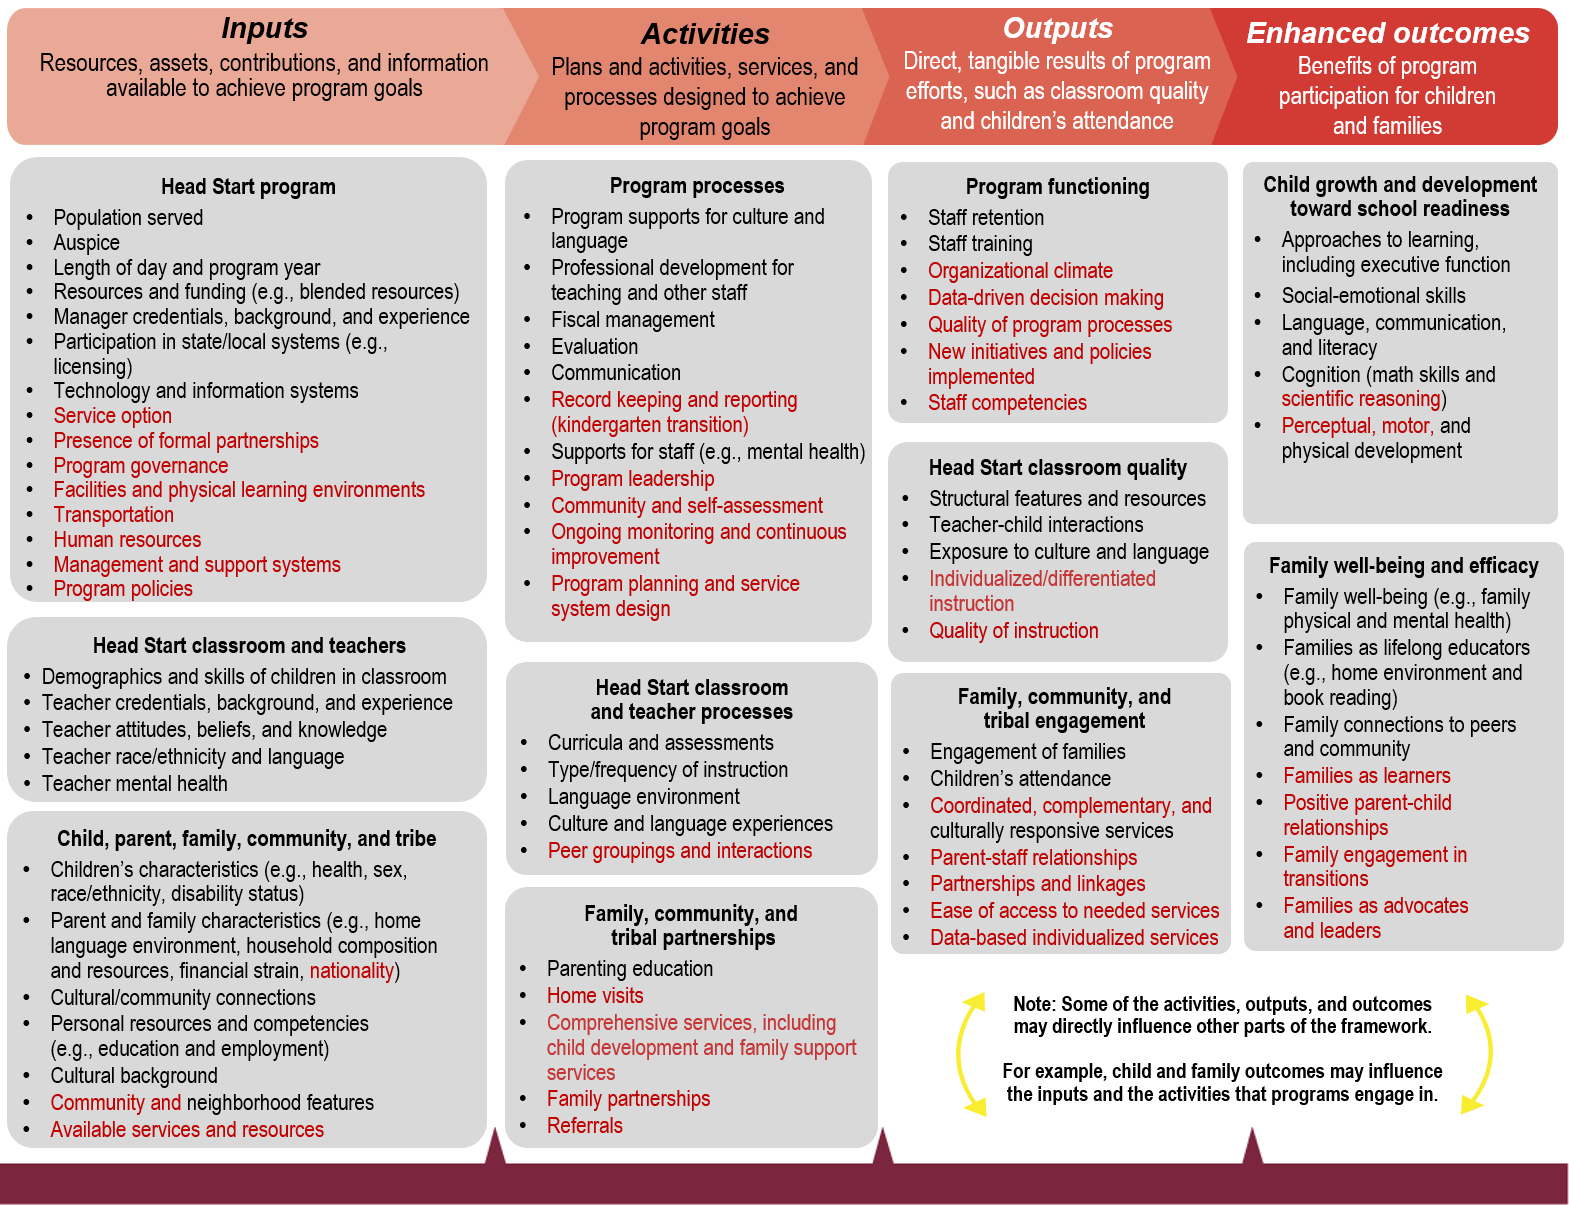 Inputs
Resources, assets, contributions, and information
available to achieve program goals
Activities
Plans and activities, services, and
processes designed to achieve
program goals
Outputs
Direct, tangible results of program
efforts, such as classroom quality
and children’s attendance
Enhanced outcomes
Benefits of program
participation for children
and families
Head Start program
• Population served
• Auspice
• Length of day and program year
• Resources and funding (e.g., blended resources)
• Manager credentials, background, and experience
• Participation in state/local systems (e.g.,
licensing)
• Technology and information systems
• Service option
• Presence of formal partnerships
• Program governance
• Facilities and physical learning environments
• Transportation
• Human resources
• Management and support systems
• Program policies
Head Start classroom and teachers
• Demographics and skills of children in classroom
• Teacher credentials, background, and experience
• Teacher attitudes, beliefs, and knowledge
• Teacher race/ethnicity and language
• Teacher mental health
Child, parent, family, community, and tribe
• Children’s characteristics (e.g., health, sex,
race/ethnicity, disability status)
• Parent and family characteristics (e.g., home
language environment, household composition
and resources, financial strain, nationality)
• Cultural/community connections
• Personal resources and competencies
(e.g., education and employment)
• Cultural background
• Community and neighborhood features
• Available services and resources
Program processes
• Program supports for culture and
language
• Professional development for
teaching and other staff
• Fiscal management
• Evaluation
• Communication
• Record keeping and reporting
(kindergarten transition)
• Supports for staff (e.g., mental health)
• Program leadership
• Community and self-assessment
• Ongoing monitoring and continuous
improvement
• Program planning and service
system design
Head Start classroom
and teacher processes
• Curricula and assessments
• Type/frequency of instruction
• Language environment
• Culture and language experiences
• Peer groupings and interactions
Family, community, and
tribal partnerships
• Parenting education
• Home visits
• Comprehensive services, including
child development and family support
services
• Family partnerships
• Referrals
Program functioning
• Staff retention
• Staff training
• Organizational climate
• Data-driven decision making
• Quality of program processes
• New initiatives and policies
implemented
• Staff competencies
Head Start classroom quality
• Structural features and resources
• Teacher-child interactions
• Exposure to culture and language
• Individualized/differentiated
instruction
• Quality of instruction
Family, community, and
tribal engagement
• Engagement of families
• Children’s attendance
• Coordinated, complementary, and
culturally responsive services
• Parent-staff relationships
• Partnerships and linkages
• Ease of access to needed services
• Data-based individualized services
Child growth and development
toward school readiness
• Approaches to learning,
including executive function
• Social-emotional skills
• Language, communication,
and literacy
• Cognition (math skills and
scientific reasoning)
• Perceptual, motor, and
physical development
Family well-being and efficacy
• Family well-being (e.g., family
physical and mental health)
• Families as lifelong educators
(e.g., home environment and
book reading)
• Family connections to peers
and community
• Families as learners
• Positive parent-child
relationships
• Family engagement in
transitions
• Families as advocates
and leaders
Note: Some of the activities, outputs, and outcomes
may directly influence other parts of the framework.
For example, child and family outcomes may influence
the inputs and the activities that programs engage in.